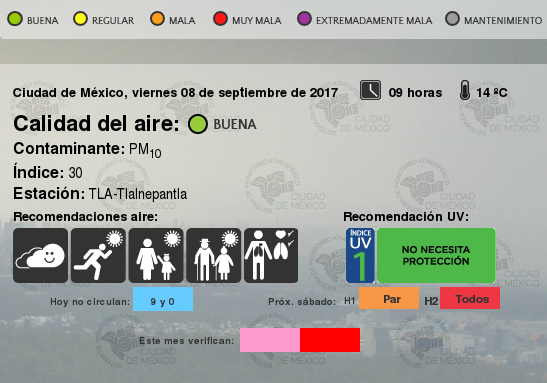 BUENA REGULAR MALA MUY MALA EXTREMADAMENTE MALA MANTENIMIENTO
Ciudad de México, viernes 08 de septiembre de 2017 09 horas 14 ºC
Calidad del aire: BUENA
Contaminante: PM10
Índice: 30
Estación: TLA-Tlalnepantla
Recomendaciones aire: Recomendación UV:
ÍNDICE UV 1 NO NECESITA PROTECCIÓN
Hoy no circulan: 9 y 0 Próx. sábado: H1 Par H2 Todos
Este mes verifican:
CIUDAD DE MÉXICO